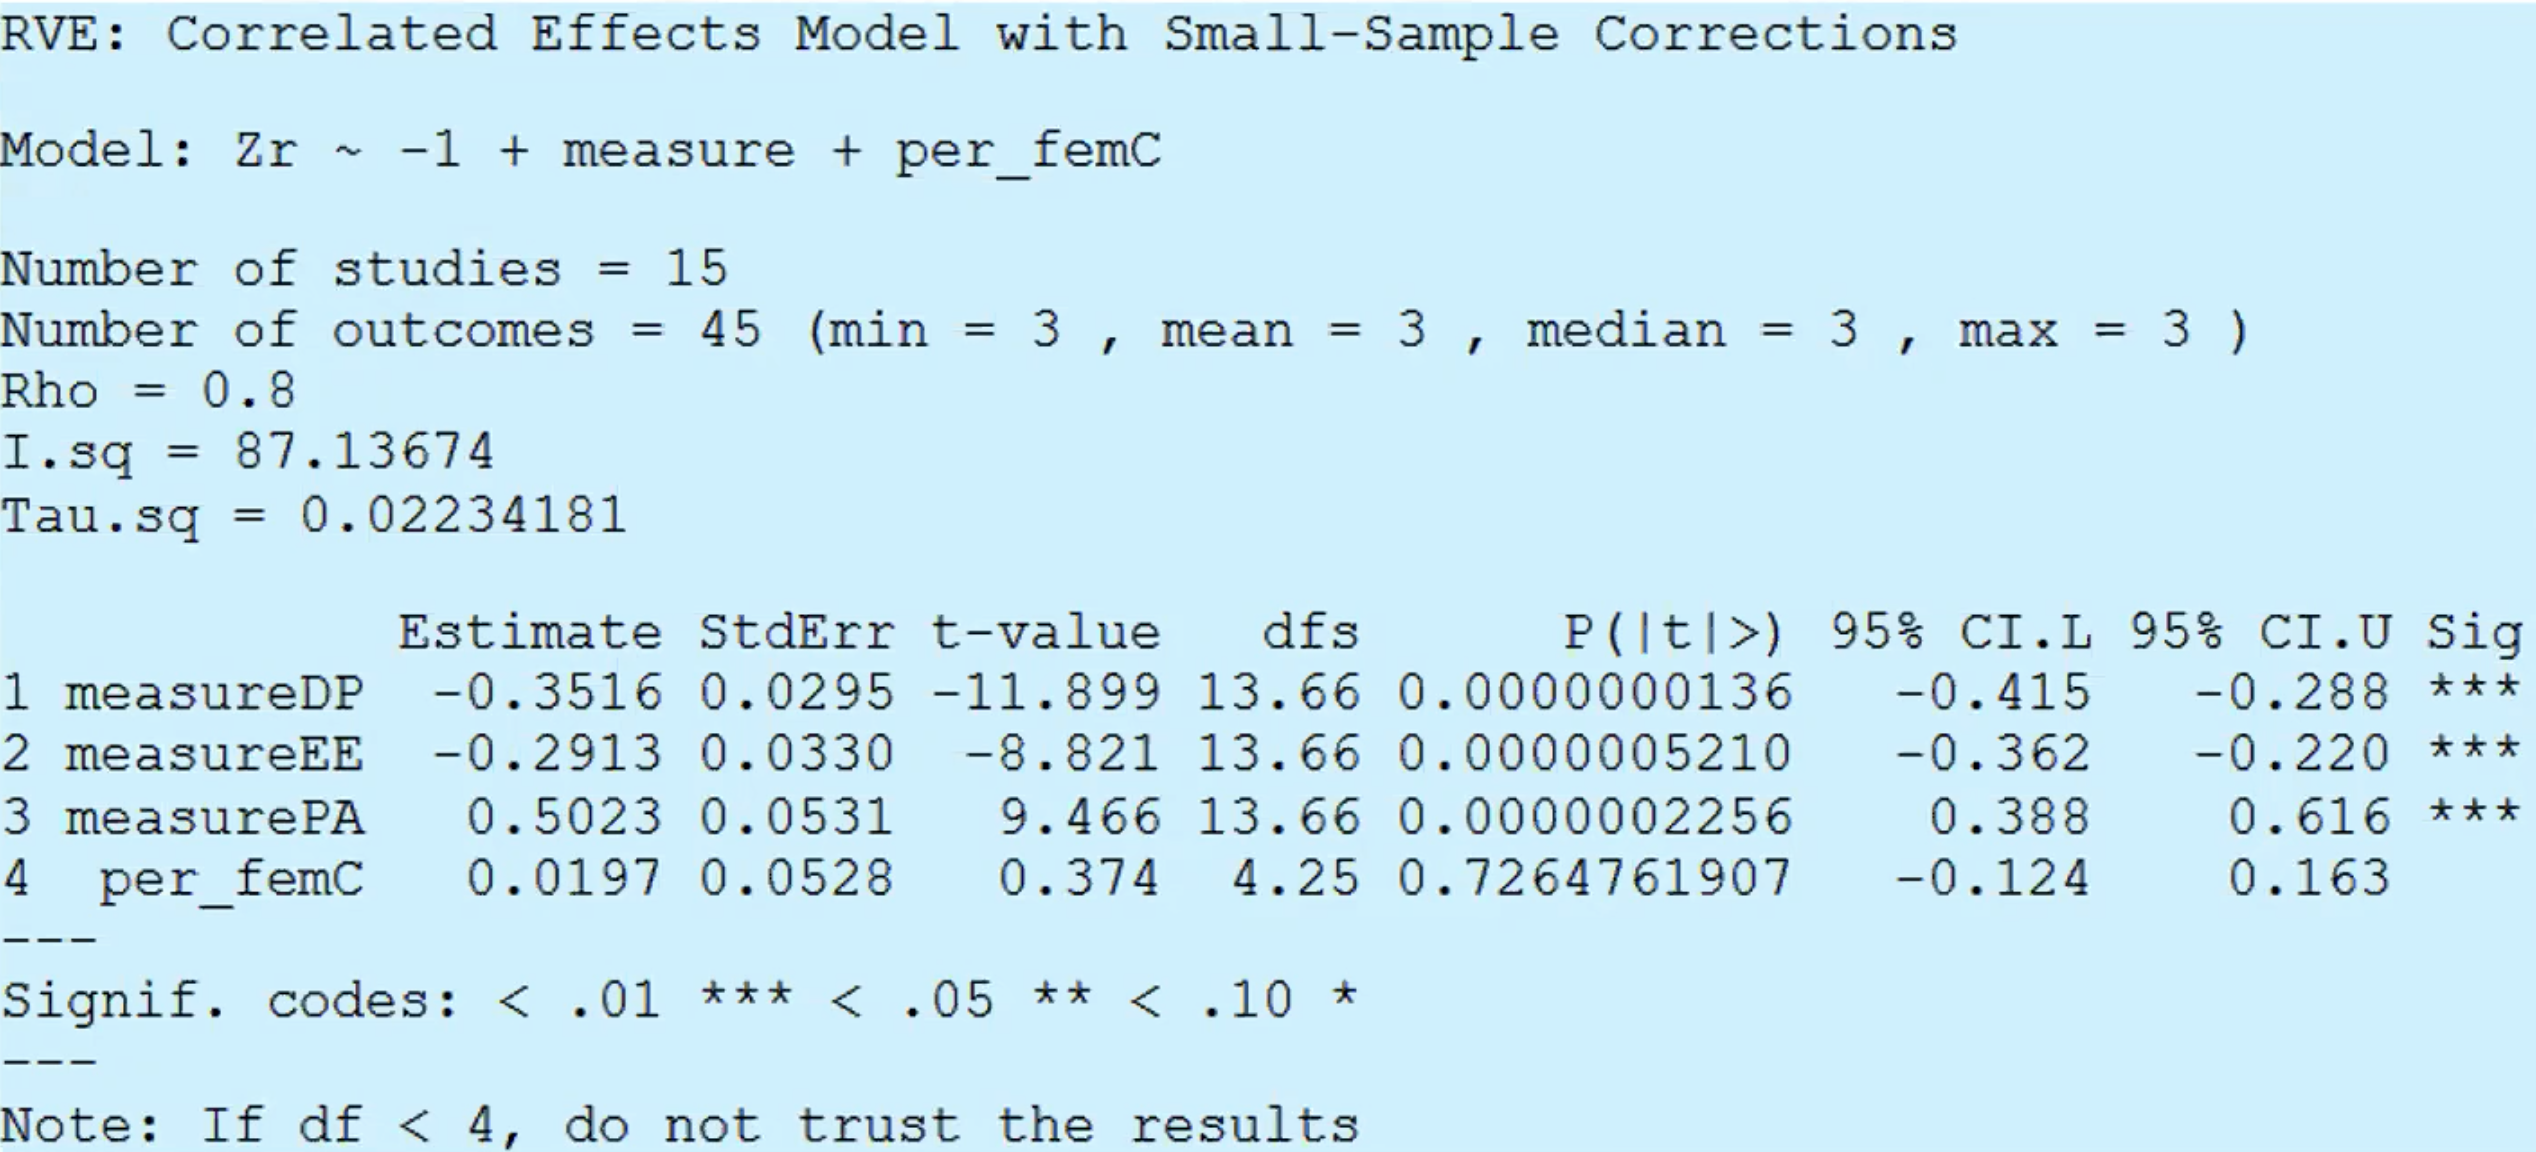 RVE: Correlated Effects Model with Small-Sample Corrections
Model: Zr ~ -1 + measure + per_femC
Number of studies = 15
Number of outcomes = 45 (min = 3 , mean = 3 , median = 3 , max = 3 )
Rho = 0.8
I.sq = 87.13674
Tau.sq = 0.02234181
Estimate StdErr t-value dfs P(|t|>) 95% CI.L 95% CI.U Sig
1 measureDP -0.3516 0.0295 -11.899 13.66 0.0000000136 -0.415 -0.288 ***
2 measureEE -0.2913 0.0330 -8.821 13.66 0.0000005210 -0.362 -0.220 ***
3 measurePA 0.5023 0.0531 9.466 13.66 0.0000002256 0.388 0.616 ***
4 per_femC 0.0197 0.0528 0.374 4.25 0.7264761907 -0.124 0.163
---
Signif. codes: < .01 *** < .05 ** < .10 *
---
Note: If df < 4, do not trust the results